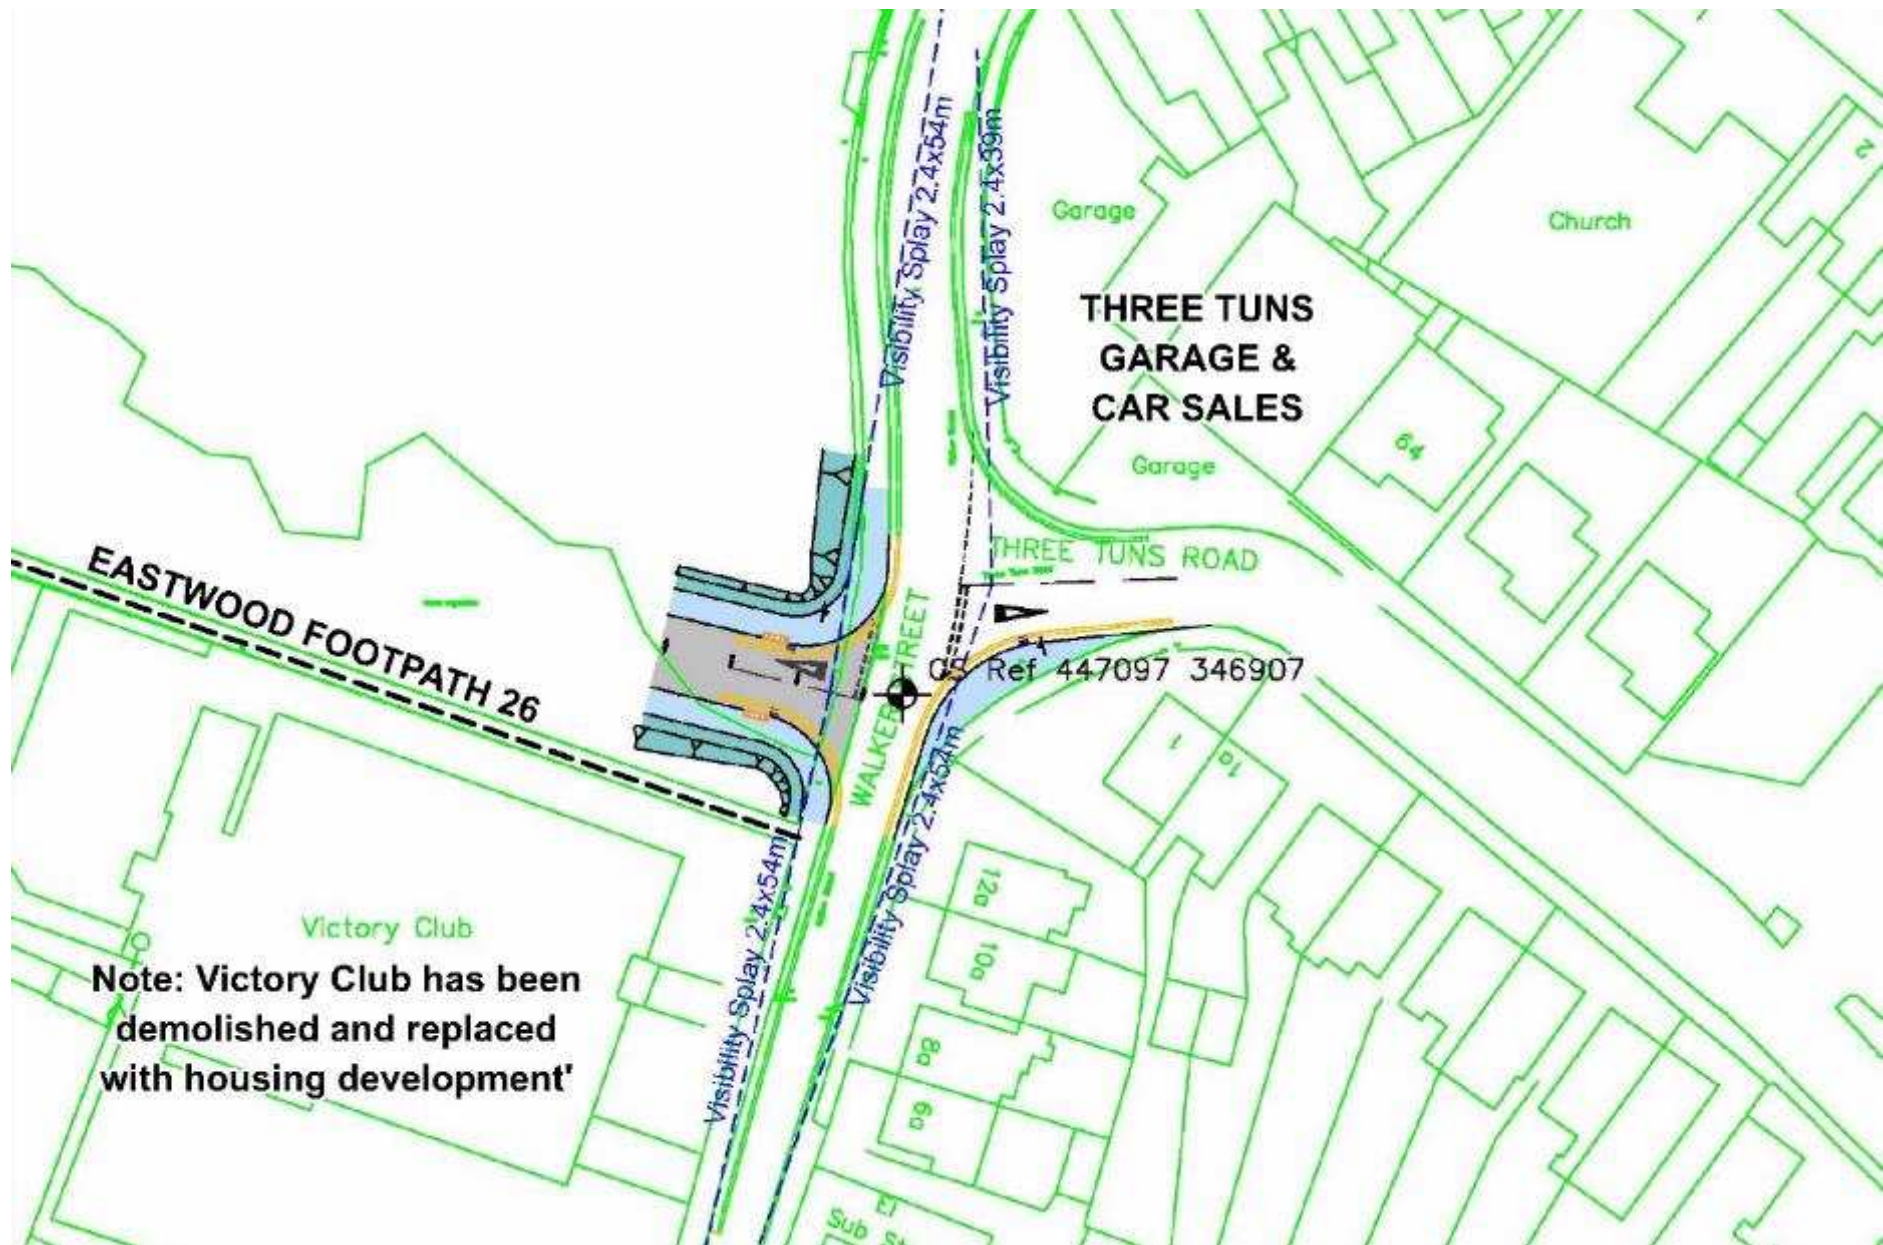 Visibility Splay 2.4x54m
Visibility Splay 2.4x39m
Garage
Church
2
THREE TUNS
GARAGE &
CAR SALES
64
Garage
THREE TUNS ROAD
EASTWOOD FOOTPATH 26
WALKER STREET
OS Ref 447097 346907
1
1a
Visibility Splay 2.4x54m
Visibility Splay 2.4x54m
12a
10a
8a
6a
Victory Club
Note: Victory Club has been
demolished and replaced
with housing development'
El
Sub